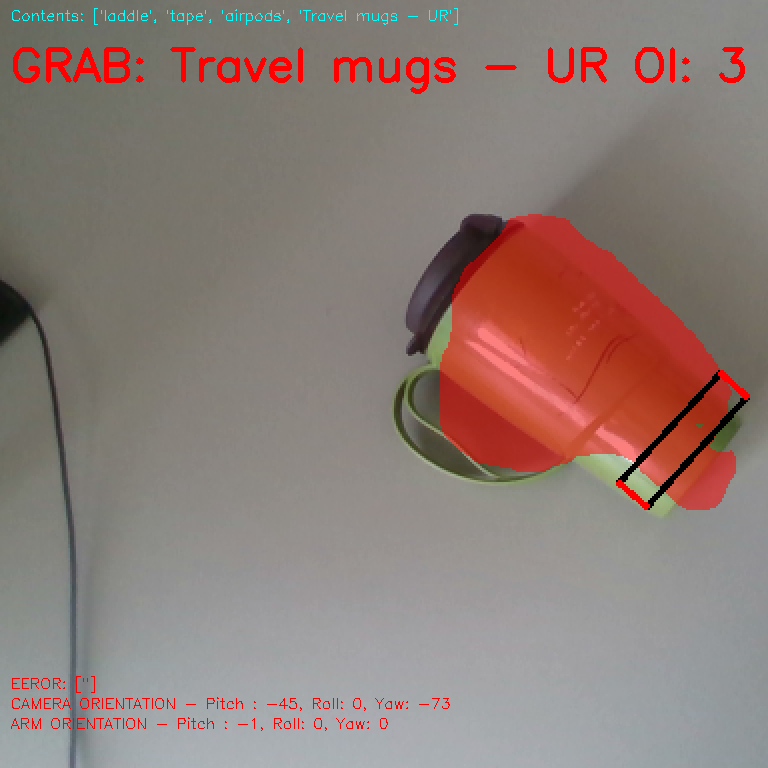 Contents: ['laddle', 'tape', 'airpods', 'Travel mugs - UR']
GRAB: Travel mugs - UR OI: 3
EEROR: ['']
CAMERA ORIENTATION - Pitch : -45, Roll: 0, Yaw: -73
ARM ORIENTATION - Pitch : -1, Roll: 0, Yaw: 0